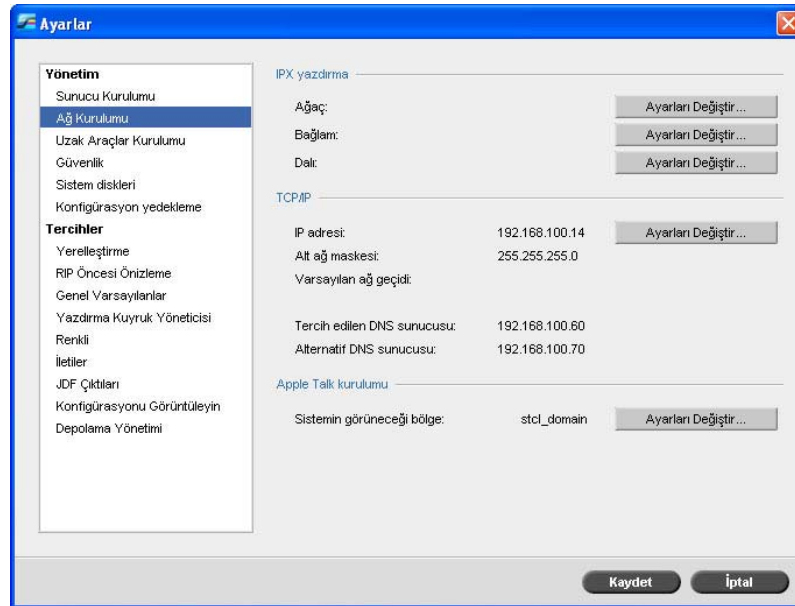 Ayarlar
Yönetim
Sunucu Kurulumu
Ağ Kurulumu
Uzak Araçlar Kurulumu
Güvenlik
Sistem diskleri
Konfigürasyon yedekleme
Tercihler
Yerelleştirme
RIP Öncesi Önizleme
Genel Varsayılanlar
Yazdırma Kuyruk Yöneticisi
Renkli
İletiler
JDF Çıktıları
Konfigürasyonu Görüntüleyin
Depolama Yönetimi
IPX yazdırma
Ağaç: Ayarları Değiştir...
Bağlam: Ayarları Değiştir...
Dalı: Ayarları Değiştir...
TCP/IP
IP adresi: 192.168.100.14 Ayarları Değiştir...
Alt ağ maskesi: 255.255.255.0
Varsayılan ağ geçidi:
Tercih edilen DNS sunucusu: 192.168.100.60
Alternatif DNS sunucusu: 192.168.100.70
Apple Talk kurulumu
Sistemin görüneceği bölge: stcl_domain Ayarları Değiştir...
Kaydet İptal